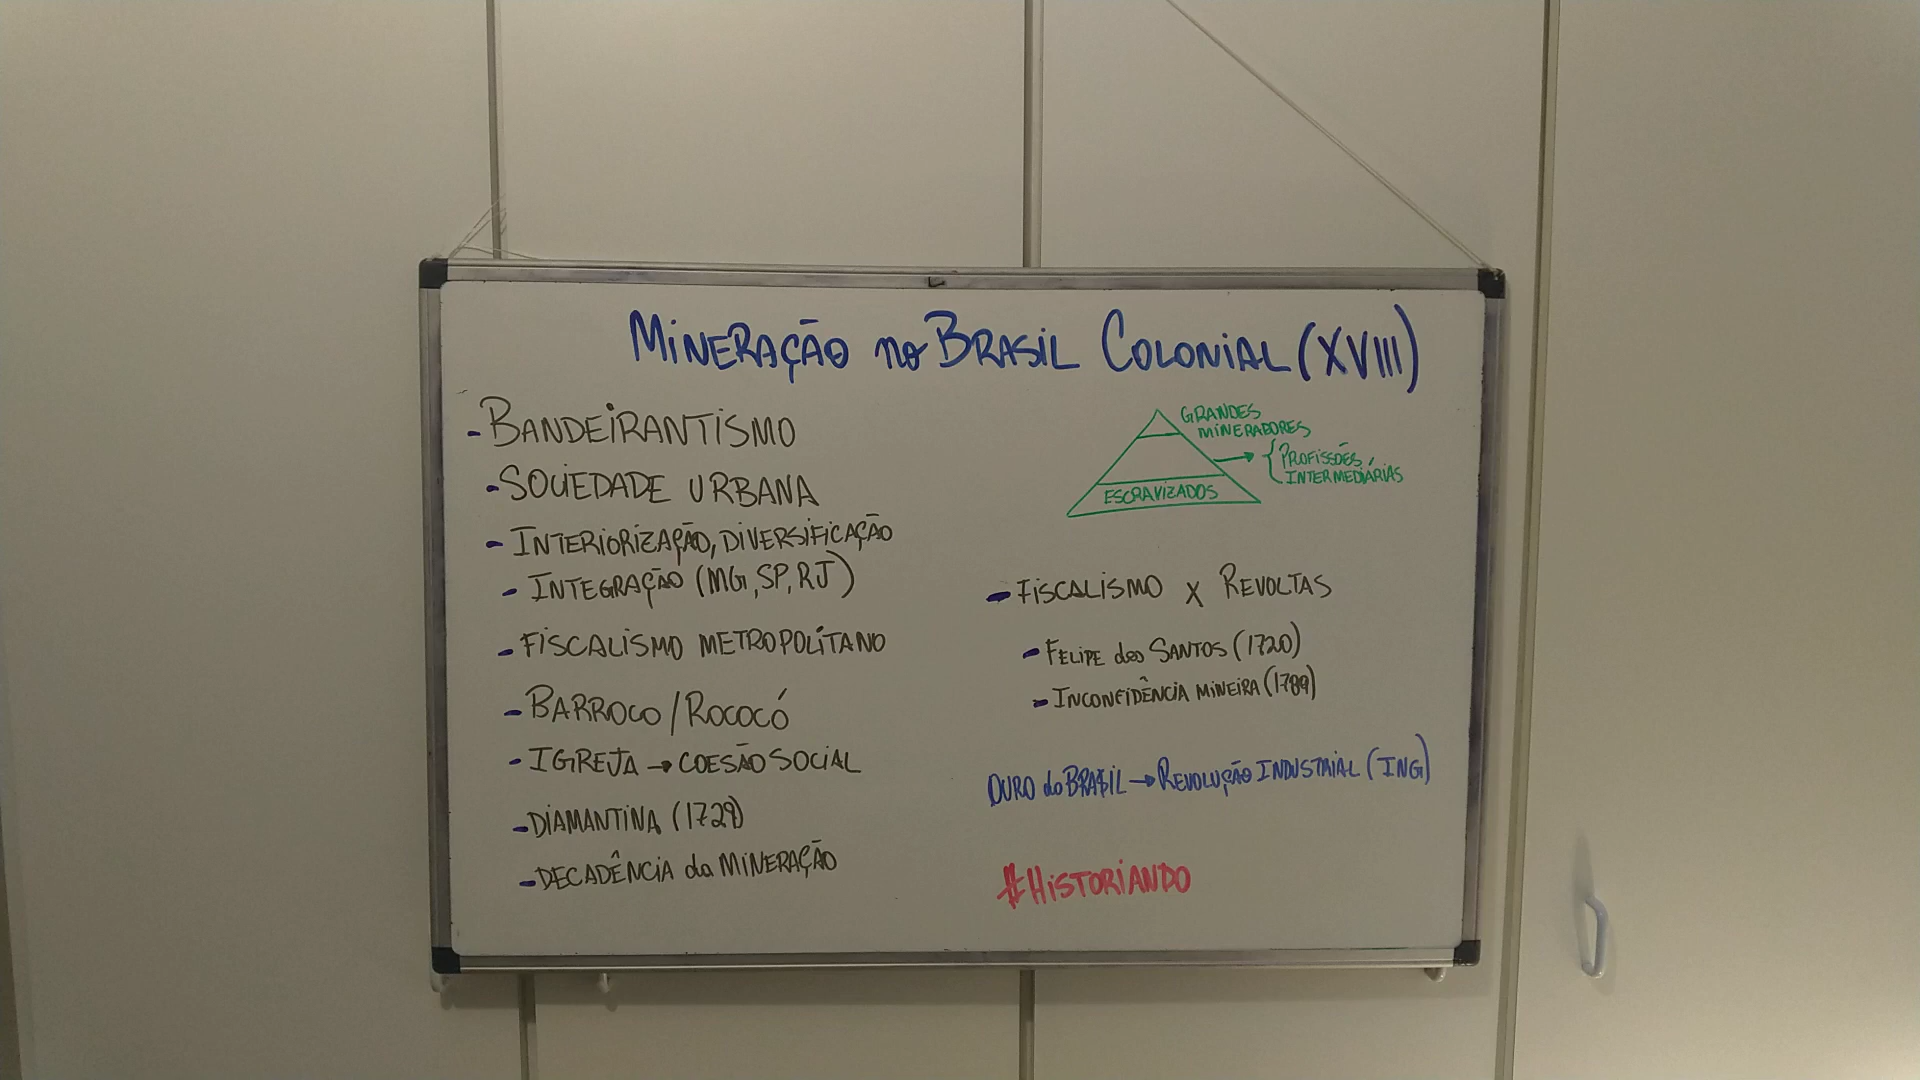 MINERAÇÃO no BRASIL COLONIAL (XVIII)
- BANDEIRANTISMO
- SOCIEDADE URBANA
- INTERIORIZAÇÃO, DIVERSIFICAÇÃO
- INTEGRAÇÃO (MG, SP, RJ)
- FISCALISMO METROPOLITANO
- BARROCO / ROCOCÓ
- IGREJA → COESÃO SOCIAL
- DIAMANTINA (1729)
- DECADÊNCIA da MINERAÇÃO
GRANDES
MINERADORES
→ { PROFISSÕES
INTERMEDIÁRIAS
ESCRAVIZADOS
- FISCALISMO X REVOLTAS
- FELIPE dos SANTOS (1720)
- INCONFIDÊNCIA MINEIRA (1789)
OURO do BRASIL → REVOLUÇÃO INDUSTRIAL (ING)
#HISTORIANDO